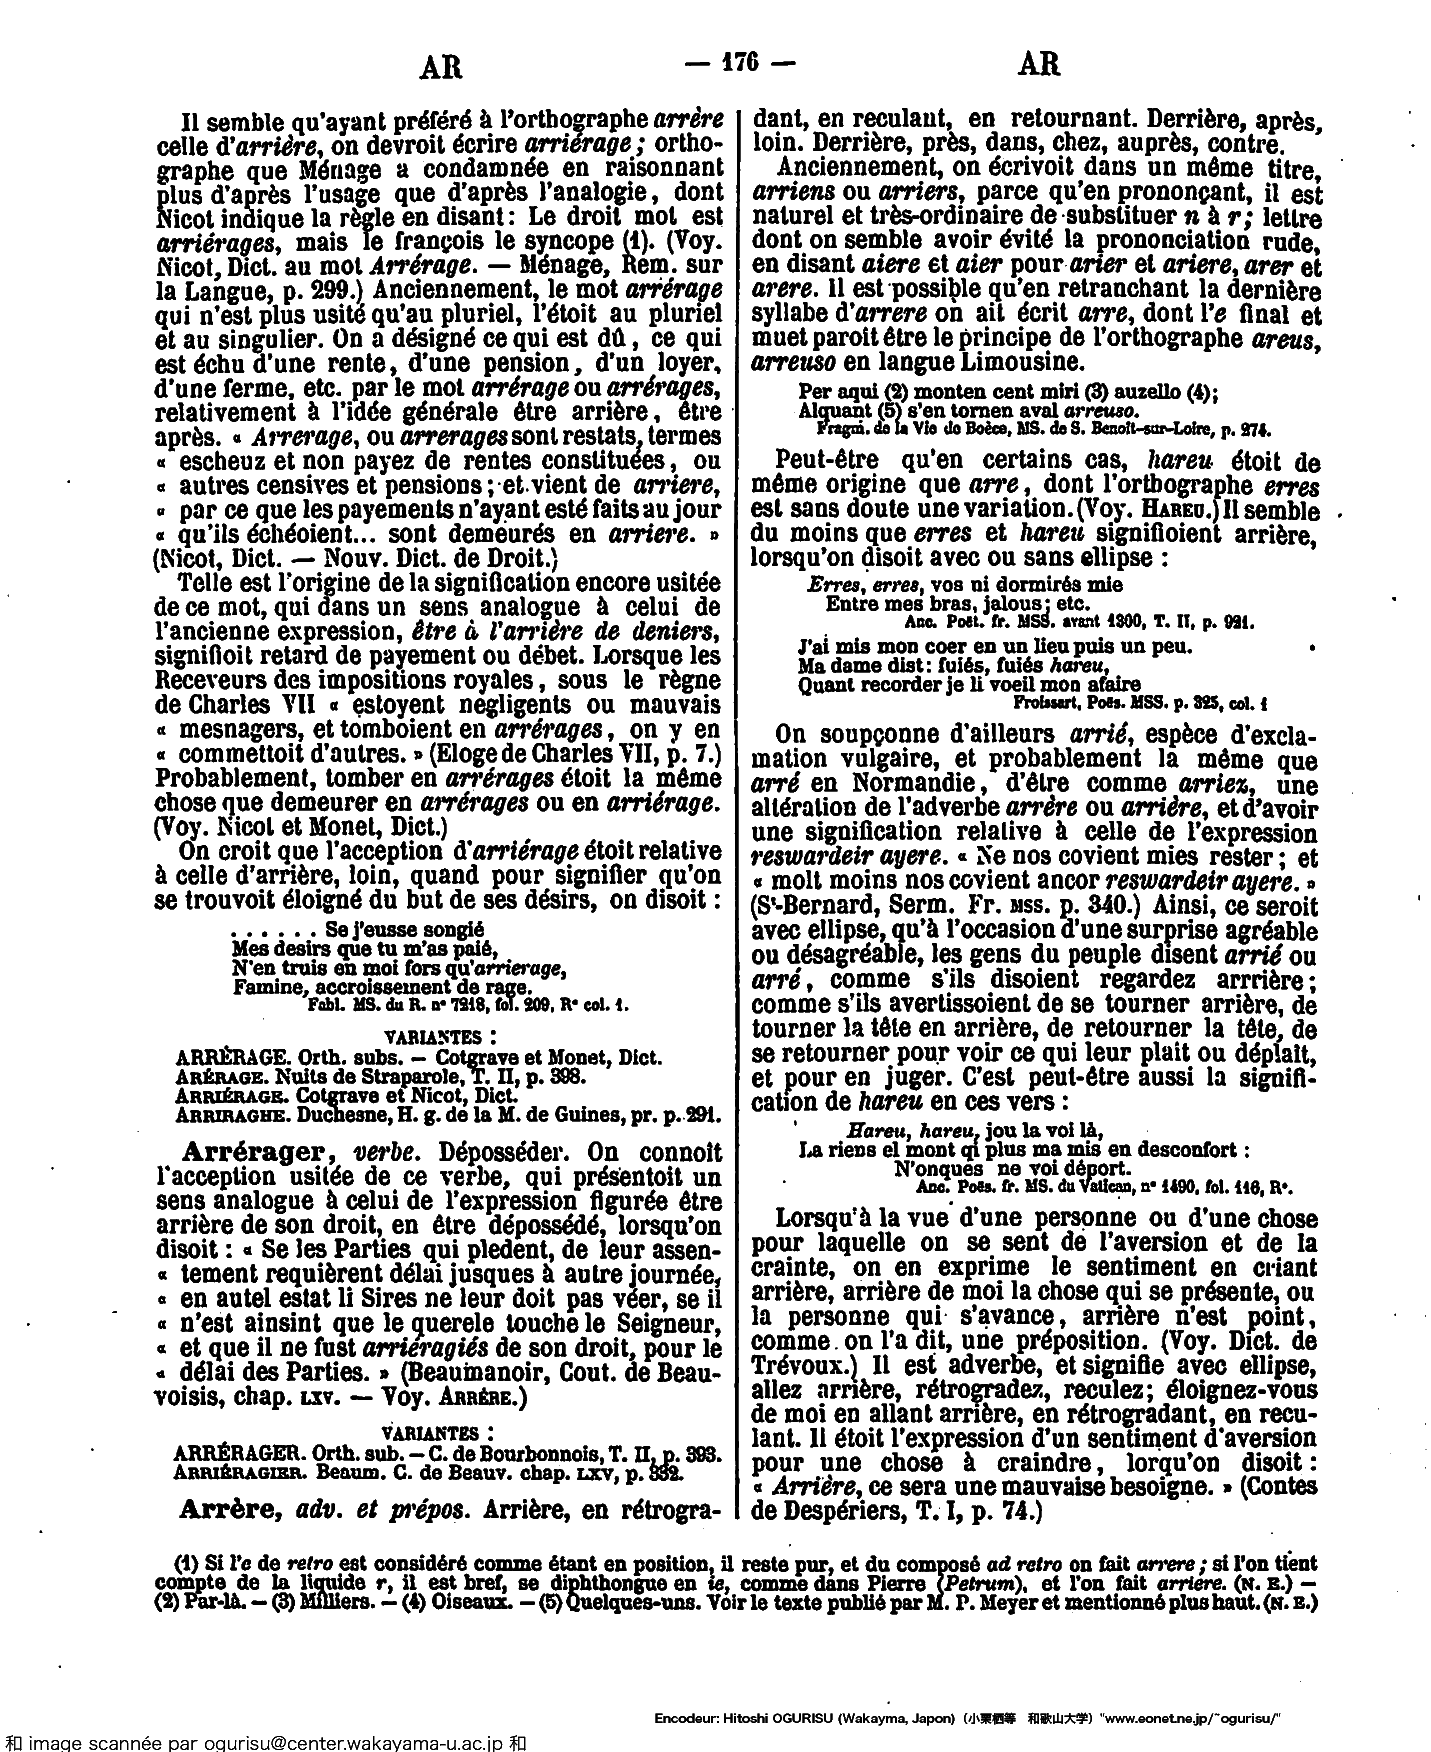 AR — 176 — AR
Il semble qu'ayant préféré à l'orthographe arrère
celle d'arrière, on devroit écrire arriérage ; ortho-
graphe que Ménage a condamnée en raisonnant
plus d'après l'usage que d'après l'analogie, dont
Nicot indique la règle en disant : Le droit mot est
arriérages, mais le françois le syncope (1). (Voy.
Nicot, Dict. au mot Arrérage. — Ménage, Rem. sur
la Langue, p. 299.) Anciennement, le mot arrérage
qui n'est plus usité qu'au pluriel, l'étoit au pluriel
et au singulier. On a désigné ce qui est dû, ce qui
est échu d'une rente, d'une pension, d'un loyer,
d'une ferme, etc. par le mot arrérage ou arrérages,
relativement à l'idée générale être arrière, être
après. « Arrerage, ou arrerages sont restats, termes
« escheuz et non payez de rentes constituées, ou
« autres censives et pensions ; et vient de arriere,
« par ce que les payements n'ayant esté faits au jour
« qu'ils échéoient... sont demeurés en arriere. »
(Nicot, Dict. — Nouv. Dict. de Droit.)
Telle est l'origine de la signification encore usitée
de ce mot, qui dans un sens analogue à celui de
l'ancienne expression, être à l'arrière de deniers,
signifioit retard de payement ou débet. Lorsque les
Receveurs des impositions royales, sous le règne
de Charles VII « estoyent negligents ou mauvais
« mesnagers, et tomboient en arrérages, on y en
« commettoit d'autres. » (Eloge de Charles VII, p. 7.)
Probablement, tomber en arrérages étoit la même
chose que demeurer en arrérages ou en arriérage.
(Voy. Nicot et Monet, Dict.)
On croit que l'acception d'arriérage étoit relative
à celle d'arrière, loin, quand pour signifier qu'on
se trouvoit éloigné du but de ses désirs, on disoit :
. . . . . . Se j'eusse songié
Mes desirs que tu m'as paié,
N'en truis en moi fors qu'arrierage,
Famine, accroissement de rage.
Fabl. MS. du R. n° 7218, fol. 209, R° col. 1.
VARIANTES :
ARRÉRAGE. Orth. subs. — Cotgrave et Monet, Dict.
ARÉRAGE. Nuits de Straparole, T. II, p. 398.
ARRIÉRAGE. Cotgrave et Nicot, Dict.
ARRIRAGHE. Duchesne, H. g. de la M. de Guines, pr. p. 291.
Arrérager, verbe. Déposséder. On connoit
l'acception usitée de ce verbe, qui présentoit un
sens analogue à celui de l'expression figurée être
arrière de son droit, en être dépossédé, lorsqu'on
disoit : « Se les Parties qui pledent, de leur assen-
« tement requièrent délai jusques à autre journée,
« en autel estat li Sires ne leur doit pas véer, se il
« n'est ainsint que le querele touche le Seigneur,
« et que il ne fust arriéragiés de son droit, pour le
« délai des Parties. » (Beaumanoir, Cout. de Beau-
voisis, chap. LXV. — Voy. ARRÈRE.)
VARIANTES :
ARRÉRAGER. Orth. sub. — C. de Bourbonnois, T. II, p. 393.
ARRIÉRAGIER. Beaum. C. de Beauv. chap. LXV, p. 332.
Arrère, adv. et prépos. Arrière, en rétrogra-
dant, en reculant, en retournant. Derrière, après,
loin. Derrière, près, dans, chez, auprès, contre.
Anciennement, on écrivoit dans un même titre,
arriens ou arriers, parce qu'en prononçant, il est
naturel et très-ordinaire de substituer n à r; lettre
dont on semble avoir évité la prononciation rude,
en disant aiere et aier pour arier et ariere, arer et
arere. Il est possible qu'en retranchant la dernière
syllabe d'arrere on ait écrit arre, dont l'e final et
muet paroit être le principe de l'orthographe areus,
arreuso en langue Limousine.
Per aqui (2) monten cent miri (3) auzello (4);
Alquant (5) s'en tornen aval arreuso.
Fragm. de la Vie de Boèce, MS. de S. Benoît-sur-Loire, p. 274.
Peut-être qu'en certains cas, hareu étoit de
même origine que arre, dont l'orthographe erres
est sans doute une variation. (Voy. HAREU.) Il semble
du moins que erres et hareu signifioient arrière,
lorsqu'on disoit avec ou sans ellipse :
Erres, erres, vos ni dormirés mie
Entre mes bras, jalous ; etc.
Anc. Poët. fr. MSS. avant 1300, T. II, p. 921.
J'ai mis mon coer en un lieu puis un peu.
Ma dame dist : fuiés, fuiés hareu,
Quant recorder je li voeil mon afaire
Froissart, Poës. MSS. p. 325, col. 1
On soupçonne d'ailleurs arrié, espèce d'excla-
mation vulgaire, et probablement la même que
arré en Normandie, d'être comme arriez, une
altération de l'adverbe arrère ou arrière, et d'avoir
une signification relative à celle de l'expression
reswardeir ayere. « Ne nos covient mies rester ; et
« molt moins nos covient ancor reswardeir ayere. »
(St-Bernard, Serm. Fr. MSS. p. 340.) Ainsi, ce seroit
avec ellipse, qu'à l'occasion d'une surprise agréable
ou désagréable, les gens du peuple disent arrié ou
arré, comme s'ils disoient regardez arrrière ;
comme s'ils avertissoient de se tourner arrière, de
tourner la tête en arrière, de retourner la tête, de
se retourner pour voir ce qui leur plait ou déplaît,
et pour en juger. C'est peut-être aussi la signifi-
cation de hareu en ces vers :
Hareu, hareu, jou la voi là,
La riens el mont qi plus ma mis en desconfort :
N'onques ne voi déport.
Anc. Poës. fr. MS. du Vatican, n° 1490, fol. 116, R°.
Lorsqu'à la vue d'une personne ou d'une chose
pour laquelle on se sent de l'aversion et de la
crainte, on en exprime le sentiment en criant
arrière, arrière de moi la chose qui se présente, ou
la personne qui s'avance, arrière n'est point,
comme on l'a dit, une préposition. (Voy. Dict. de
Trévoux.) Il est adverbe, et signifie avec ellipse,
allez arrière, rétrogradez, reculez ; éloignez-vous
de moi en allant arrière, en rétrogradant, en recu-
lant. Il étoit l'expression d'un sentiment d'aversion
pour une chose à craindre, lorqu'on disoit :
« Arrière, ce sera une mauvaise besoigne. » (Contes
de Despériers, T. I, p. 74.)
(1) Si l'e de retro est considéré comme étant en position, il reste pur, et du composé ad retro on fait arrere ; si l'on tient
compte de la liquide r, il est bref, se diphthongue en ie, comme dans Pierre (Petrum), et l'on fait arriere. (N. E.) —
(2) Par-là. — (3) Milliers. — (4) Oiseaux. — (5) Quelques-uns. Voir le texte publié par M. P. Meyer et mentionné plus haut. (N. E.)
Encodeur: Hitoshi OGURISU (Wakayma, Japon) (小栗栖等 和歌山大学) "www.eonet.ne.jp/~ogurisu/"
和 image scannée par ogurisu@center.wakayama-u.ac.jp 和